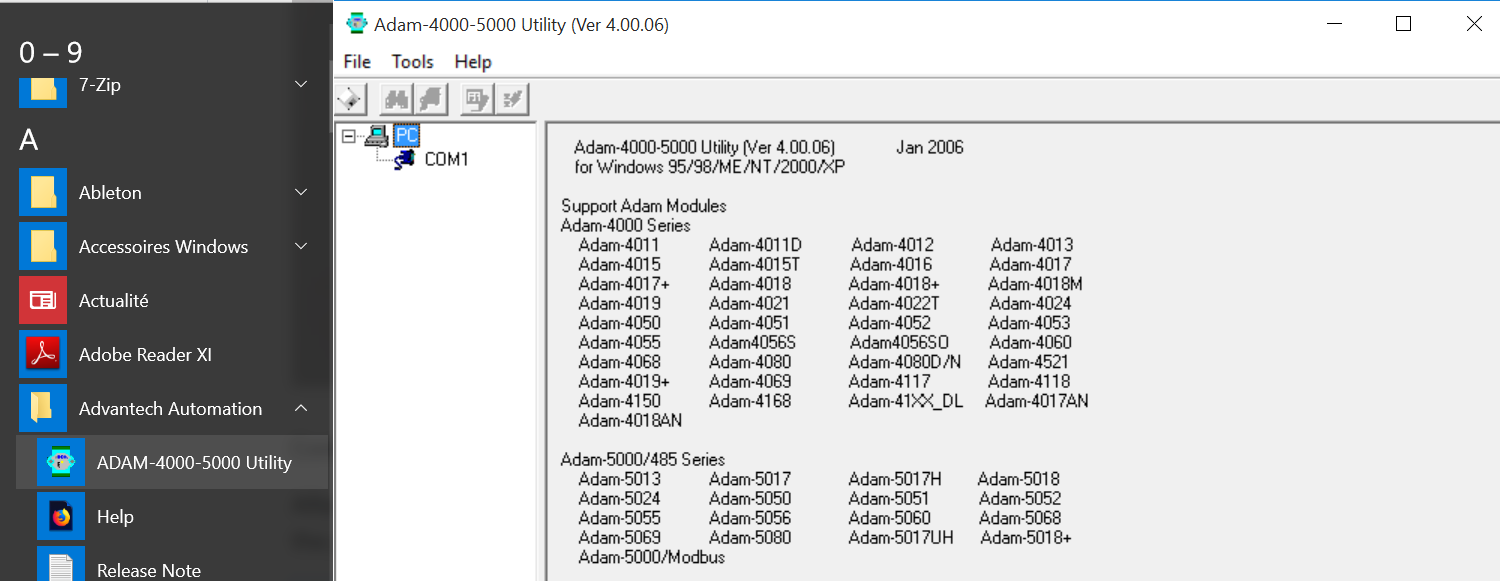 0 – 9
7-Zip
A
Ableton
Accessoires Windows
Actualité
Adobe Reader XI
Advantech Automation
ADAM-4000-5000 Utility
Help
Release Note
Adam-4000-5000 Utility (Ver 4.00.06)
File Tools Help
PC
COM1
Adam-4000-5000 Utility (Ver 4.00.06) Jan 2006
for Windows 95/98/ME/NT/2000/XP
Support Adam Modules
Adam-4000 Series
Adam-4011 Adam-4011D Adam-4012 Adam-4013
Adam-4015 Adam-4015T Adam-4016 Adam-4017
Adam-4017+ Adam-4018 Adam-4018+ Adam-4018M
Adam-4019 Adam-4021 Adam-4022T Adam-4024
Adam-4050 Adam-4051 Adam-4052 Adam-4053
Adam-4055 Adam4056S Adam4056SO Adam-4060
Adam-4068 Adam-4080 Adam-4080D/N Adam-4521
Adam-4019+ Adam-4069 Adam-4117 Adam-4118
Adam-4150 Adam-4168 Adam-41XX_DL Adam-4017AN
Adam-4018AN
Adam-5000/485 Series
Adam-5013 Adam-5017 Adam-5017H Adam-5018
Adam-5024 Adam-5050 Adam-5051 Adam-5052
Adam-5055 Adam-5056 Adam-5060 Adam-5068
Adam-5069 Adam-5080 Adam-5017UH Adam-5018+
Adam-5000/Modbus